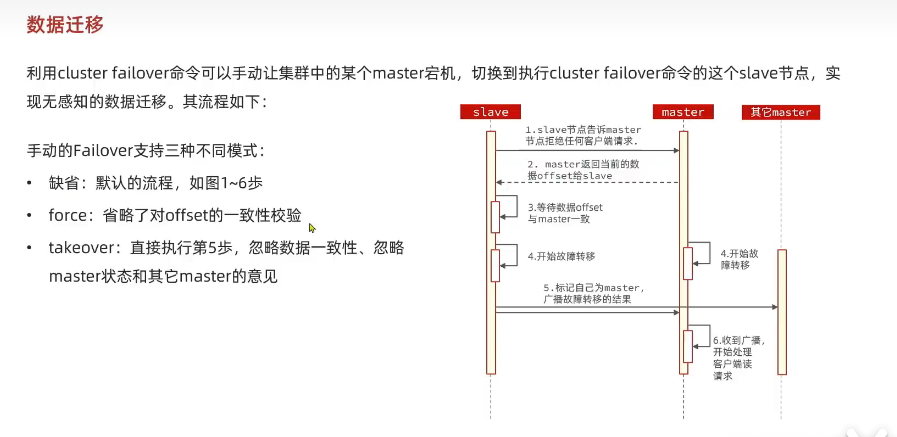 数据迁移
利用cluster failover命令可以手动让集群中的某个master宕机，切换到执行cluster failover命令的这个slave节点，实
现无感知的数据迁移。其流程如下：
手动的Failover支持三种不同模式：
• 缺省：默认的流程，如图1~6步
• force：省略了对offset的一致性校验
• takeover：直接执行第5步，忽略数据一致性、忽略
master状态和其它master的意见
slave
master
其它master
1.slave节点告诉master
节点拒绝任何客户端请求.
2. master返回当前的数
据offset给slave
3.等待数据offset
与master一致
4.开始故障转移
4.开始故
障转移
5.标记自己为master，
广播故障转移的结果
6.收到广播，
开始处理
客户端读
请求